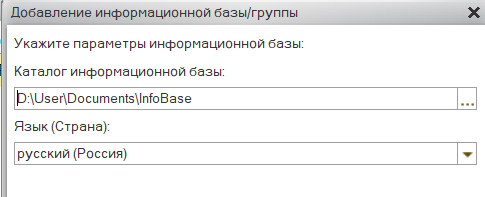 Добавление информационной базы/группы
Укажите параметры информационной базы:
Каталог информационной базы:
D:\User\Documents\InfoBase
...
Язык (Страна):
русский (Россия)